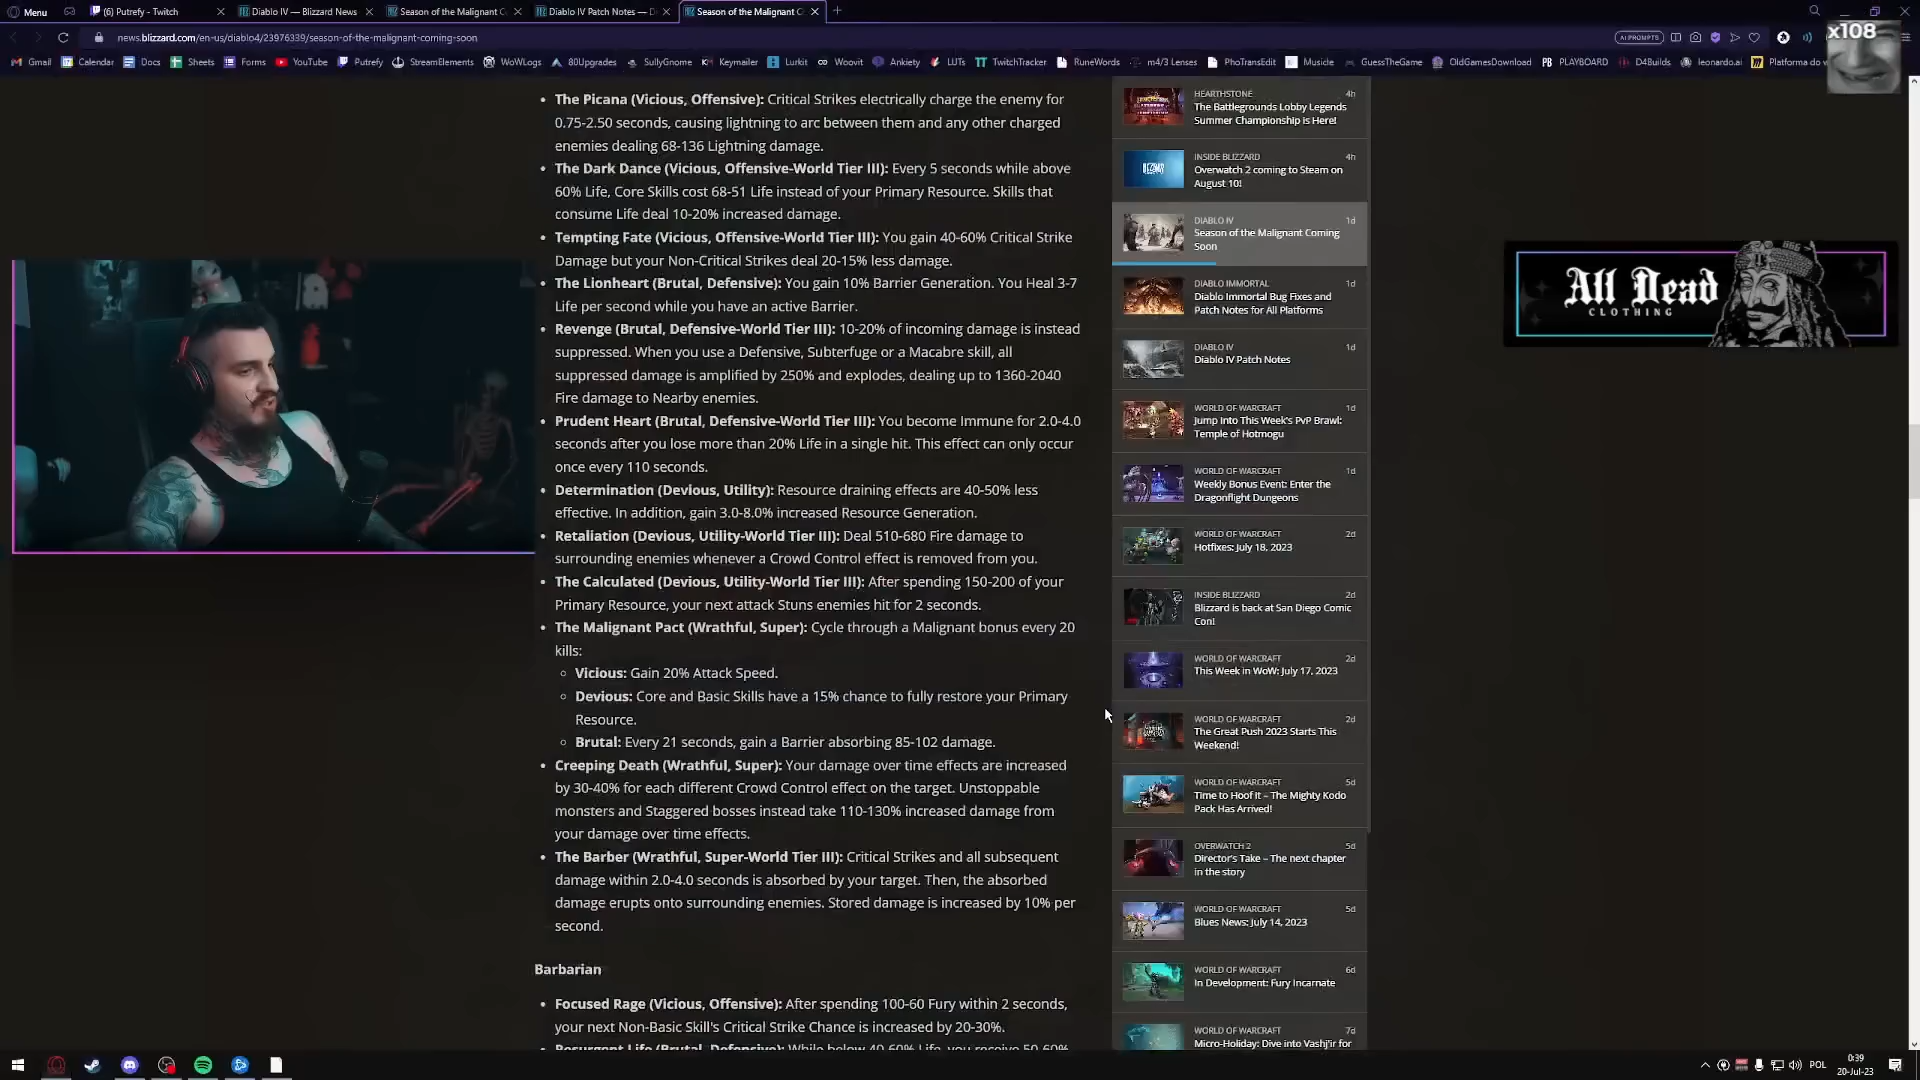 Menu
(6) Putrefy - Twitch
Diablo IV — Blizzard News
Season of the Malignant C
Diablo IV Patch Notes — D
Season of the Malignant C
news.blizzard.com/en-us/diablo4/23976339/season-of-the-malignant-coming-soon
AI PROMPTS
x108
Gmail Calendar Docs Sheets Forms YouTube Putrefy StreamElements WoWLogs 80Upgrades SullyGnome Keymailer Lurkit Woovit Ankiety LUTs TwitchTracker RuneWords m4/3 Lenses PhoTransEdit Musicle GuessTheGame OldGamesDownload PLAYBOARD D4Builds leonardo.ai Platforma do w
The Picana (Vicious, Offensive): Critical Strikes electrically charge the enemy for
0.75-2.50 seconds, causing lightning to arc between them and any other charged
enemies dealing 68-136 Lightning damage.
The Dark Dance (Vicious, Offensive-World Tier III): Every 5 seconds while above
60% Life, Core Skills cost 68-51 Life instead of your Primary Resource. Skills that
consume Life deal 10-20% increased damage.
Tempting Fate (Vicious, Offensive-World Tier III): You gain 40-60% Critical Strike
Damage but your Non-Critical Strikes deal 20-15% less damage.
The Lionheart (Brutal, Defensive): You gain 10% Barrier Generation. You Heal 3-7
Life per second while you have an active Barrier.
Revenge (Brutal, Defensive-World Tier III): 10-20% of incoming damage is instead
suppressed. When you use a Defensive, Subterfuge or a Macabre skill, all
suppressed damage is amplified by 250% and explodes, dealing up to 1360-2040
Fire damage to Nearby enemies.
Prudent Heart (Brutal, Defensive-World Tier III): You become Immune for 2.0-4.0
seconds after you lose more than 20% Life in a single hit. This effect can only occur
once every 110 seconds.
Determination (Devious, Utility): Resource draining effects are 40-50% less
effective. In addition, gain 3.0-8.0% increased Resource Generation.
Retaliation (Devious, Utility-World Tier III): Deal 510-680 Fire damage to
surrounding enemies whenever a Crowd Control effect is removed from you.
The Calculated (Devious, Utility-World Tier III): After spending 150-200 of your
Primary Resource, your next attack Stuns enemies hit for 2 seconds.
The Malignant Pact (Wrathful, Super): Cycle through a Malignant bonus every 20
kills:
Vicious: Gain 20% Attack Speed.
Devious: Core and Basic Skills have a 15% chance to fully restore your Primary
Resource.
Brutal: Every 21 seconds, gain a Barrier absorbing 85-102 damage.
Creeping Death (Wrathful, Super): Your damage over time effects are increased
by 30-40% for each different Crowd Control effect on the target. Unstoppable
monsters and Staggered bosses instead take 110-130% increased damage from
your damage over time effects.
The Barber (Wrathful, Super-World Tier III): Critical Strikes and all subsequent
damage within 2.0-4.0 seconds is absorbed by your target. Then, the absorbed
damage erupts onto surrounding enemies. Stored damage is increased by 10% per
second.
Barbarian
Focused Rage (Vicious, Offensive): After spending 100-60 Fury within 2 seconds,
your next Non-Basic Skill's Critical Strike Chance is increased by 20-30%.
Resurgent Life (Brutal, Defensive): While below 40-60% Life, you receive 50-60%
HEARTHSTONE 4h
The Battlegrounds Lobby Legends
Summer Championship is Here!
INSIDE BLIZZARD 4h
Overwatch 2 coming to Steam on
August 10!
DIABLO IV 1d
Season of the Malignant Coming
Soon
DIABLO IMMORTAL 1d
Diablo Immortal Bug Fixes and
Patch Notes for All Platforms
DIABLO IV 1d
Diablo IV Patch Notes
WORLD OF WARCRAFT 1d
Jump Into This Week's PvP Brawl:
Temple of Hotmogu
WORLD OF WARCRAFT 1d
Weekly Bonus Event: Enter the
Dragonflight Dungeons
WORLD OF WARCRAFT 2d
Hotfixes: July 18, 2023
INSIDE BLIZZARD 2d
Blizzard is back at San Diego Comic
Con!
WORLD OF WARCRAFT 2d
This Week in WoW: July 17, 2023
WORLD OF WARCRAFT 2d
The Great Push 2023 Starts This
Weekend!
WORLD OF WARCRAFT 5d
Time to Hoof It – The Mighty Kodo
Pack Has Arrived!
OVERWATCH 2 5d
Director's Take – The next chapter
in the story
WORLD OF WARCRAFT 5d
Blues News: July 14, 2023
WORLD OF WARCRAFT 6d
In Development: Fury Incarnate
WORLD OF WARCRAFT 7d
Micro-Holiday: Dive into Vashj'ir for
All Dead
CLOTHING
666
POL
0:39
20-Jul-23